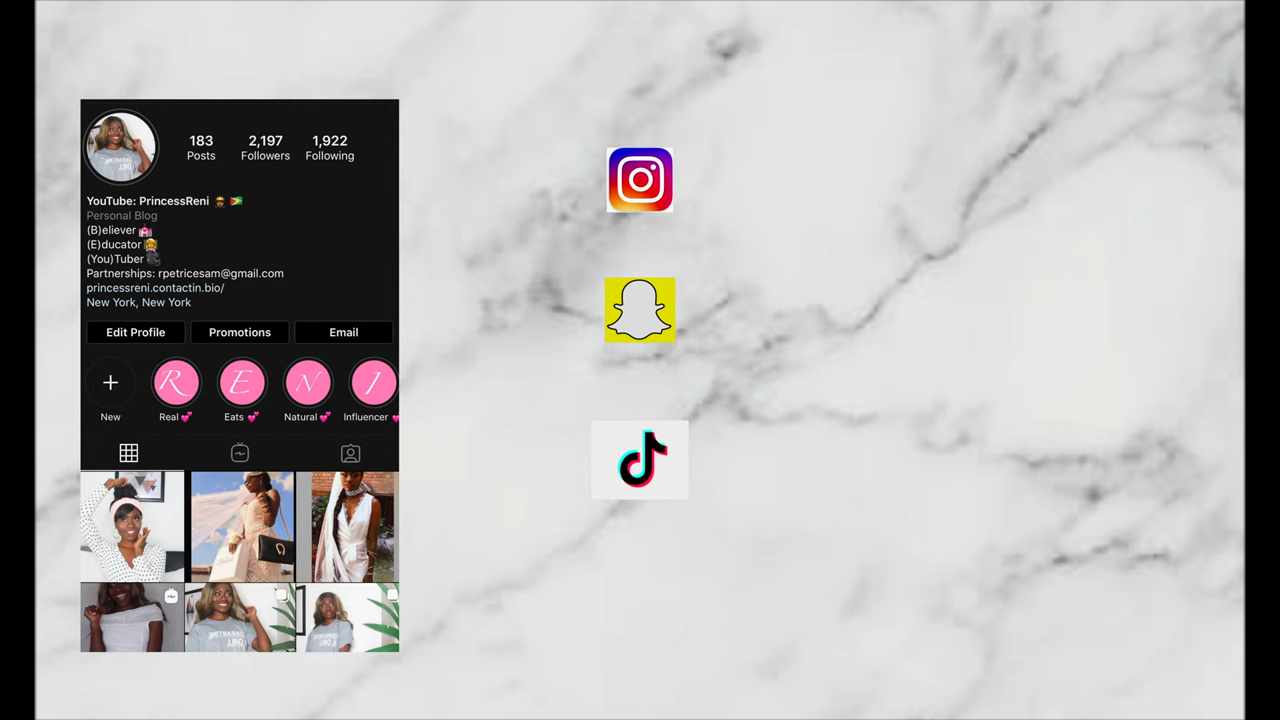 183 2,197 1,922
Posts Followers Following
YouTube: PrincessReni
Personal Blog
(B)eliever
(E)ducator
(You)Tuber
Partnerships: rpetricesam@gmail.com
princessreni.contactin.bio/
New York, New York
Edit Profile Promotions Email
R E N I
New Real Eats Natural Influencer